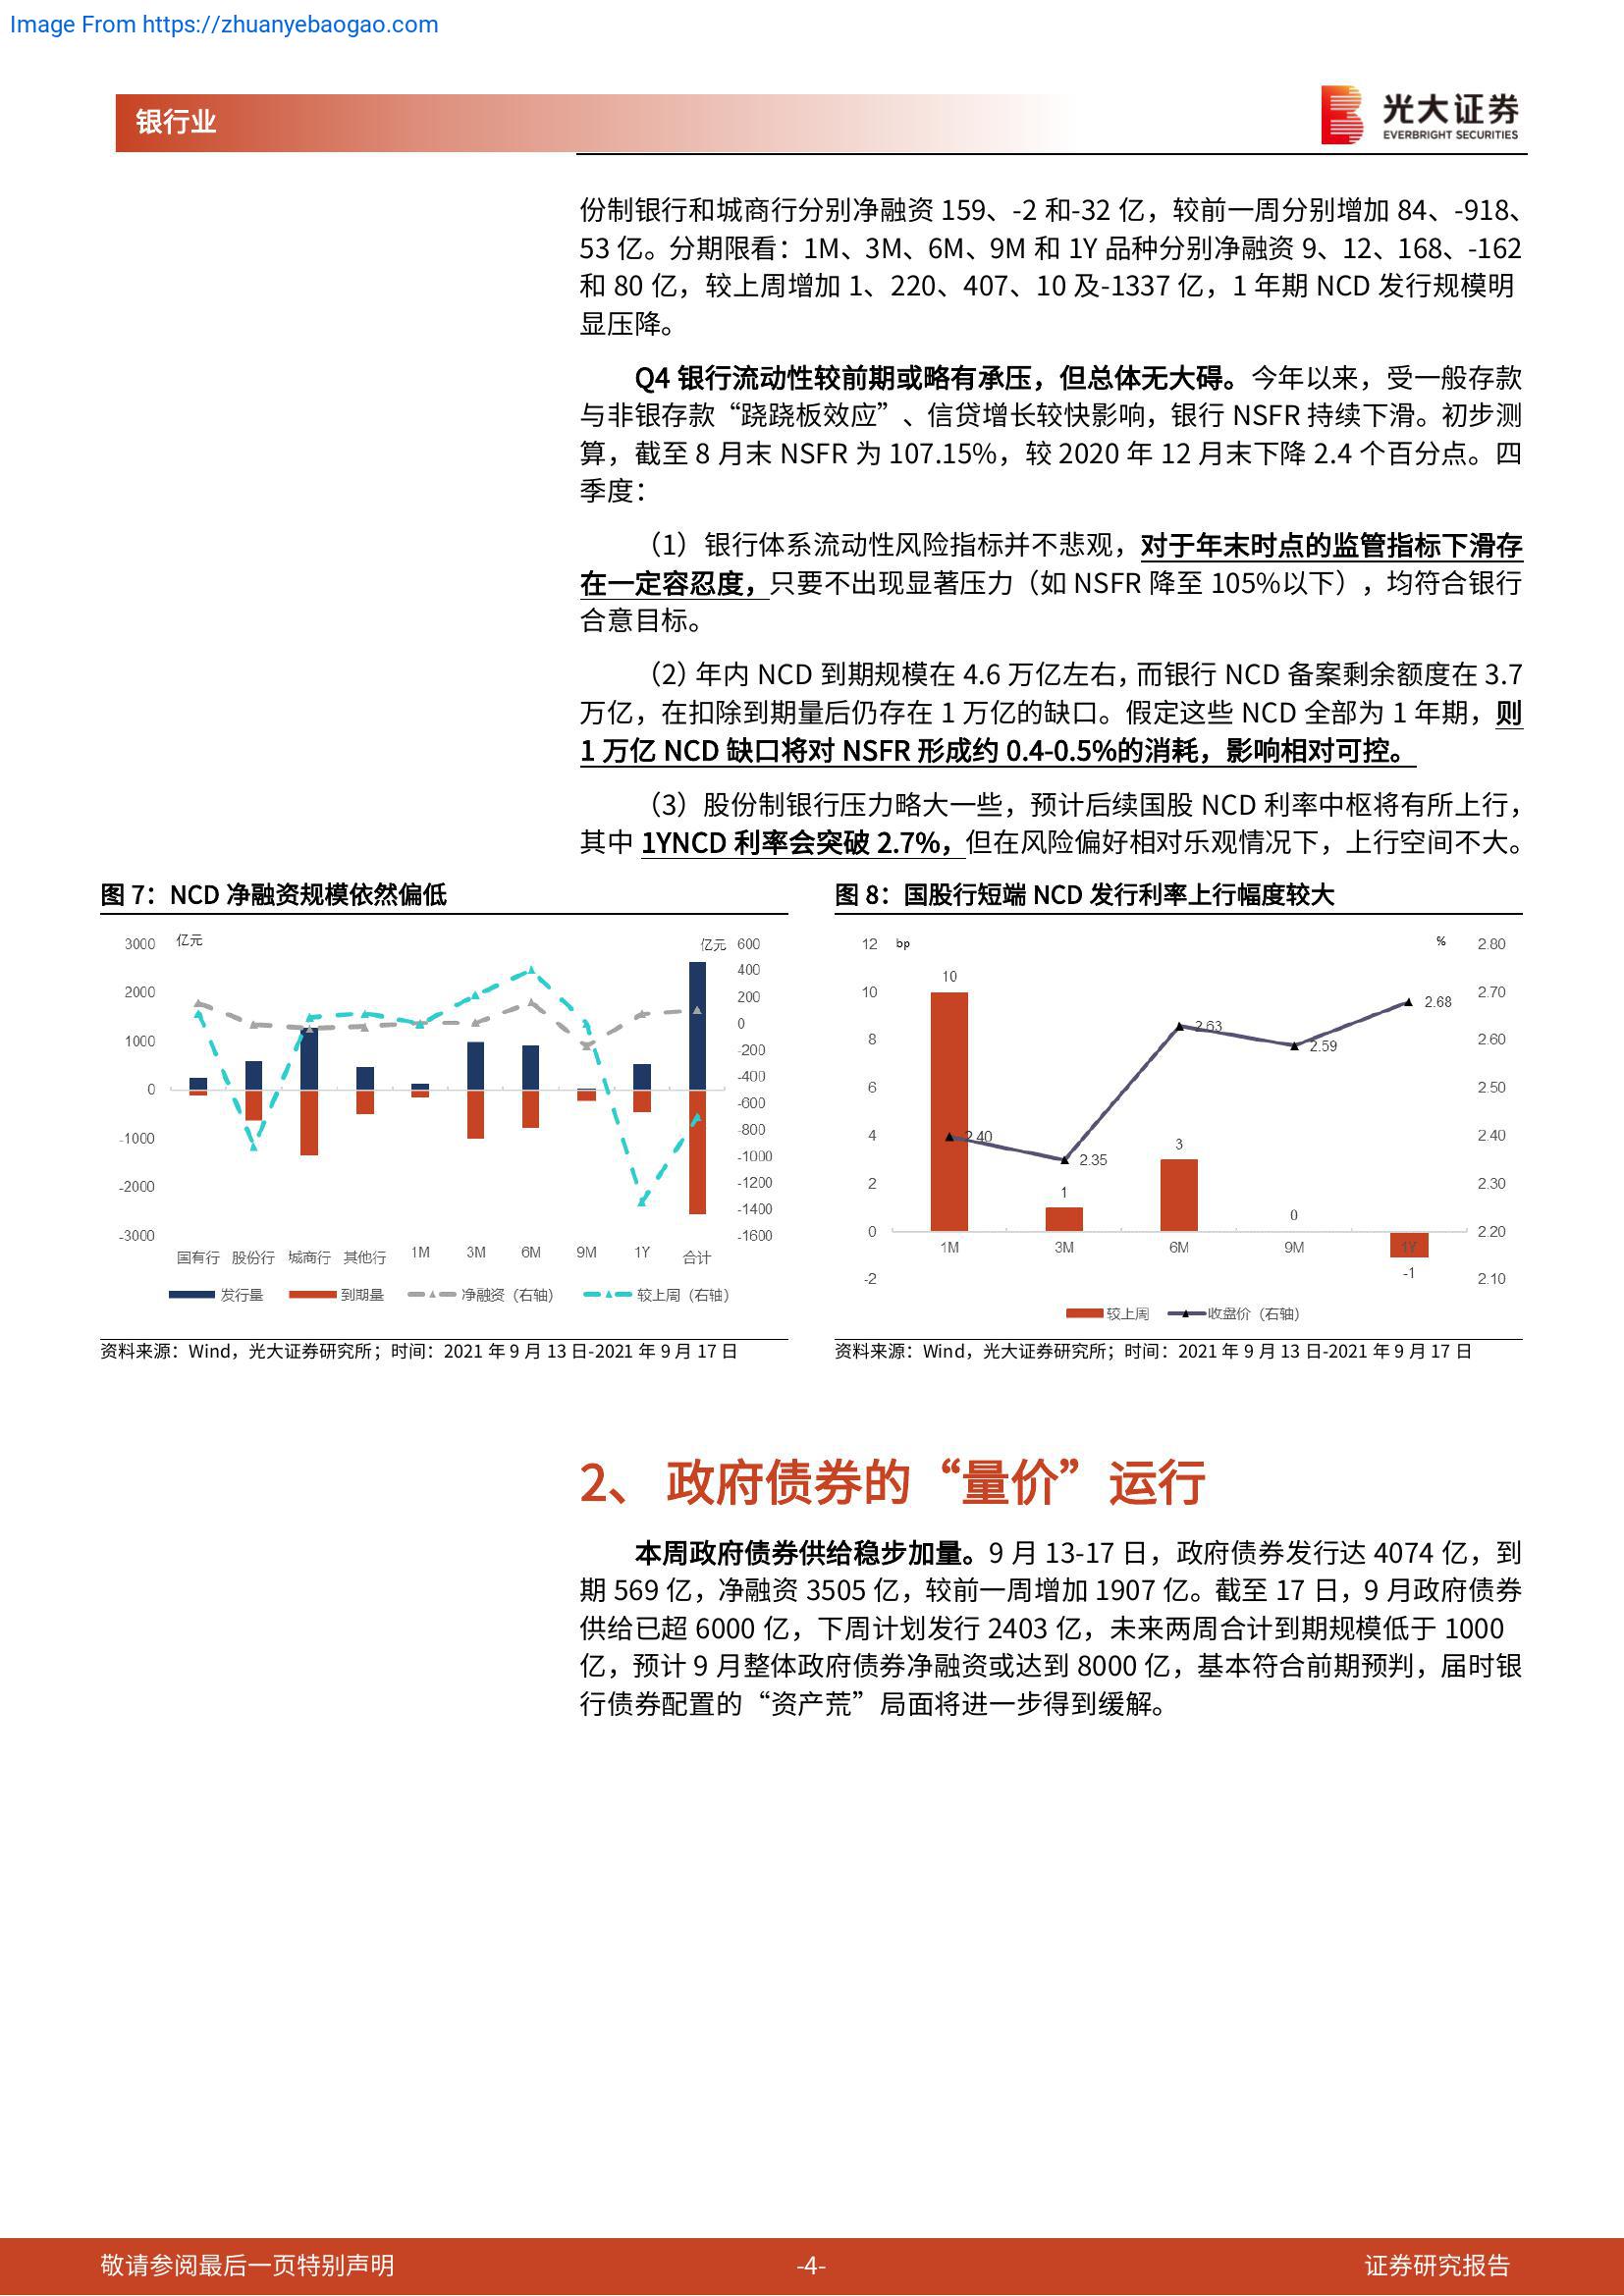 Image From https://zhuanyebaogao.com
银行业
光大证券
EVERBRIGHT SECURITIES
份制银行和城商行分别净融资 159、-2 和-32 亿，较前一周分别增加 84、-918、
53 亿。分期限看：1M、3M、6M、9M 和 1Y 品种分别净融资 9、12、168、-162
和 80 亿，较上周增加 1、220、407、10 及-1337 亿，1 年期 NCD 发行规模明
显压降。
Q4 银行流动性较前期或略有承压，但总体无大碍。今年以来，受一般存款
与非银存款“跷跷板效应”、信贷增长较快影响，银行 NSFR 持续下滑。初步测
算，截至 8 月末 NSFR 为 107.15%，较 2020 年 12 月末下降 2.4 个百分点。四
季度：
（1）银行体系流动性风险指标并不悲观，对于年末时点的监管指标下滑存
在一定容忍度，只要不出现显著压力（如 NSFR 降至 105%以下），均符合银行
合意目标。
（2）年内 NCD 到期规模在 4.6 万亿左右，而银行 NCD 备案剩余额度在 3.7
万亿，在扣除到期量后仍存在 1 万亿的缺口。假定这些 NCD 全部为 1 年期，则
1 万亿 NCD 缺口将对 NSFR 形成约 0.4-0.5%的消耗，影响相对可控。
（3）股份制银行压力略大一些，预计后续国股 NCD 利率中枢将有所上行，
其中 1YNCD 利率会突破 2.7%，但在风险偏好相对乐观情况下，上行空间不大。
图 7：NCD 净融资规模依然偏低
亿元
亿元
3000
2000
1000
0
-1000
-2000
-3000
600
400
200
0
-200
-400
-600
-800
-1000
-1200
-1400
-1600
国有行 股份行 城商行 其他行 1M 3M 6M 9M 1Y 合计
发行量 到期量 净融资（右轴） 较上周（右轴）
资料来源：Wind，光大证券研究所；时间：2021 年 9 月 13 日-2021 年 9 月 17 日
图 8：国股行短端 NCD 发行利率上行幅度较大
bp
%
12
10
8
6
4
2
0
-2
2.80
2.70
2.60
2.50
2.40
2.30
2.20
2.10
10
1
3
0
-1
2.40
2.35
2.63
2.59
2.68
1M 3M 6M 9M 1Y
较上周 收盘价（右轴）
资料来源：Wind，光大证券研究所；时间：2021 年 9 月 13 日-2021 年 9 月 17 日
2、 政府债券的“量价”运行
本周政府债券供给稳步加量。9 月 13-17 日，政府债券发行达 4074 亿，到
期 569 亿，净融资 3505 亿，较前一周增加 1907 亿。截至 17 日，9 月政府债券
供给已超 6000 亿，下周计划发行 2403 亿，未来两周合计到期规模低于 1000
亿，预计 9 月整体政府债券净融资或达到 8000 亿，基本符合前期预判，届时银
行债券配置的“资产荒”局面将进一步得到缓解。
敬请参阅最后一页特别声明
-4-
证券研究报告